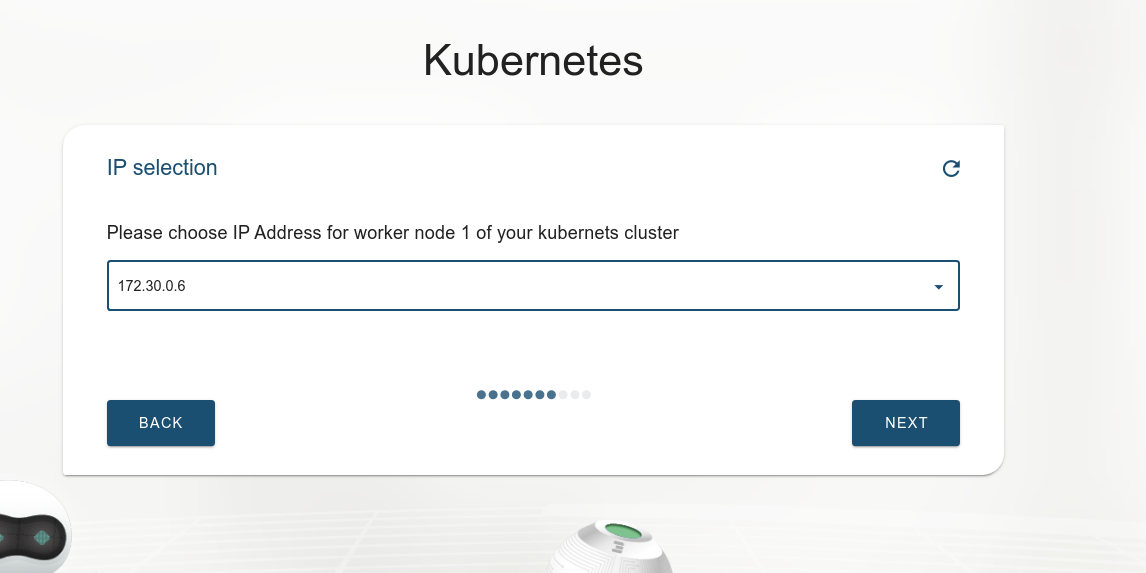 Kubernetes
IP selection
Please choose IP Address for worker node 1 of your kubernets cluster
172.30.0.6
BACK
NEXT